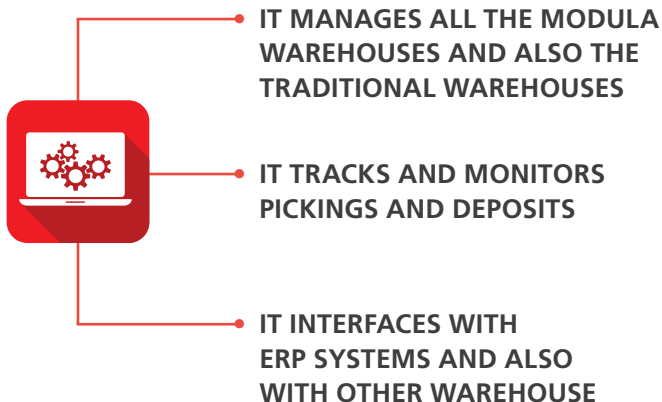 IT MANAGES ALL THE MODULA
WAREHOUSES AND ALSO THE
TRADITIONAL WAREHOUSES
IT TRACKS AND MONITORS
PICKINGS AND DEPOSITS
IT INTERFACES WITH
ERP SYSTEMS AND ALSO
WITH OTHER WAREHOUSE